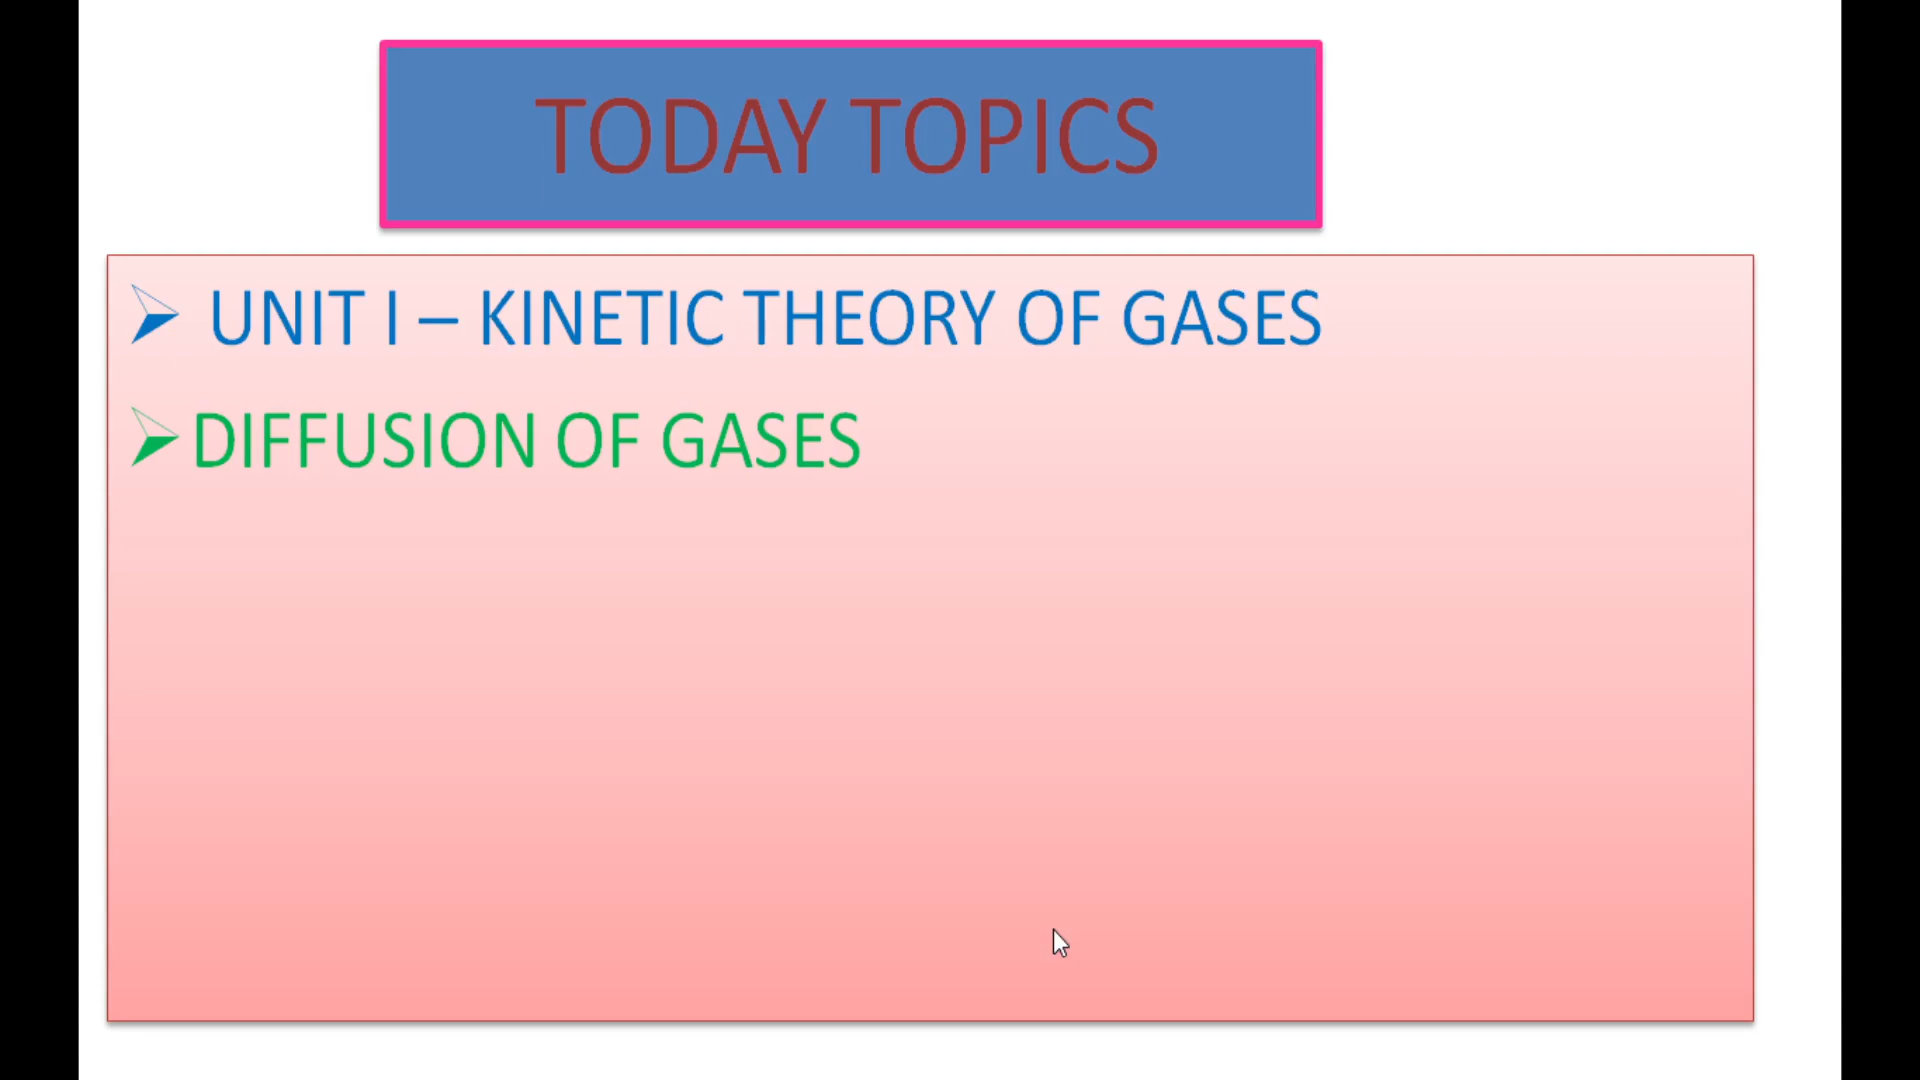 TODAY TOPICS
UNIT I – KINETIC THEORY OF GASES
DIFFUSION OF GASES